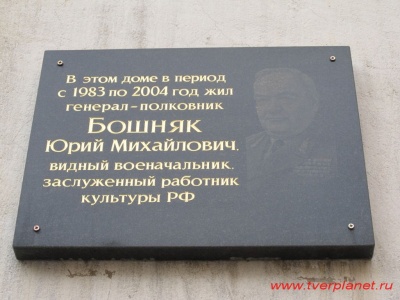 В этом доме в период
с 1983 по 2004 год жил
генерал-полковник
Бошняк
Юрий Михайлович.
видный военачальник.
заслуженный работник
культуры РФ
www.tverplanet.ru